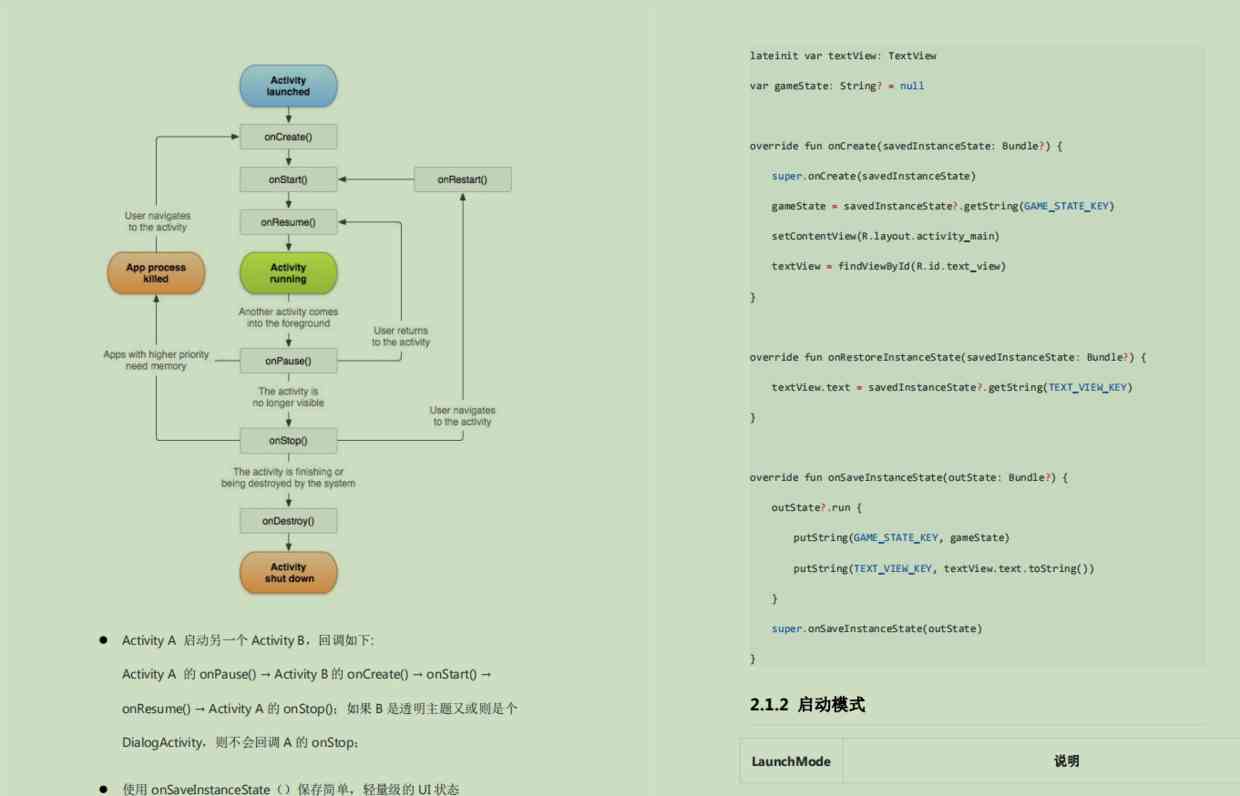 Activity
launched
onCreate()
onStart()
onRestart()
User navigates
to the activity
onResume()
App process
killed
Activity
running
Another activity comes
into the foreground
User returns
to the activity
Apps with higher priority
need memory
onPause()
The activity is
no longer visible
User navigates
to the activity
onStop()
The activity is finishing or
being destroyed by the system
onDestroy()
Activity
shut down
● Activity A 启动另一个 Activity B，回调如下:
Activity A 的 onPause() → Activity B 的 onCreate() → onStart() →
onResume() → Activity A 的 onStop()；如果 B 是透明主题又或则是个
DialogActivity，则不会回调 A 的 onStop；
● 使用 onSaveInstanceState（）保存简单，轻量级的 UI 状态
lateinit var textView: TextView
var gameState: String? = null
override fun onCreate(savedInstanceState: Bundle?) {
super.onCreate(savedInstanceState)
gameState = savedInstanceState?.getString(GAME_STATE_KEY)
setContentView(R.layout.activity_main)
textView = findViewById(R.id.text_view)
}
override fun onRestoreInstanceState(savedInstanceState: Bundle?) {
textView.text = savedInstanceState?.getString(TEXT_VIEW_KEY)
}
override fun onSaveInstanceState(outState: Bundle?) {
outState?.run {
putString(GAME_STATE_KEY, gameState)
putString(TEXT_VIEW_KEY, textView.text.toString())
}
super.onSaveInstanceState(outState)
}
2.1.2 启动模式
LaunchMode 说明